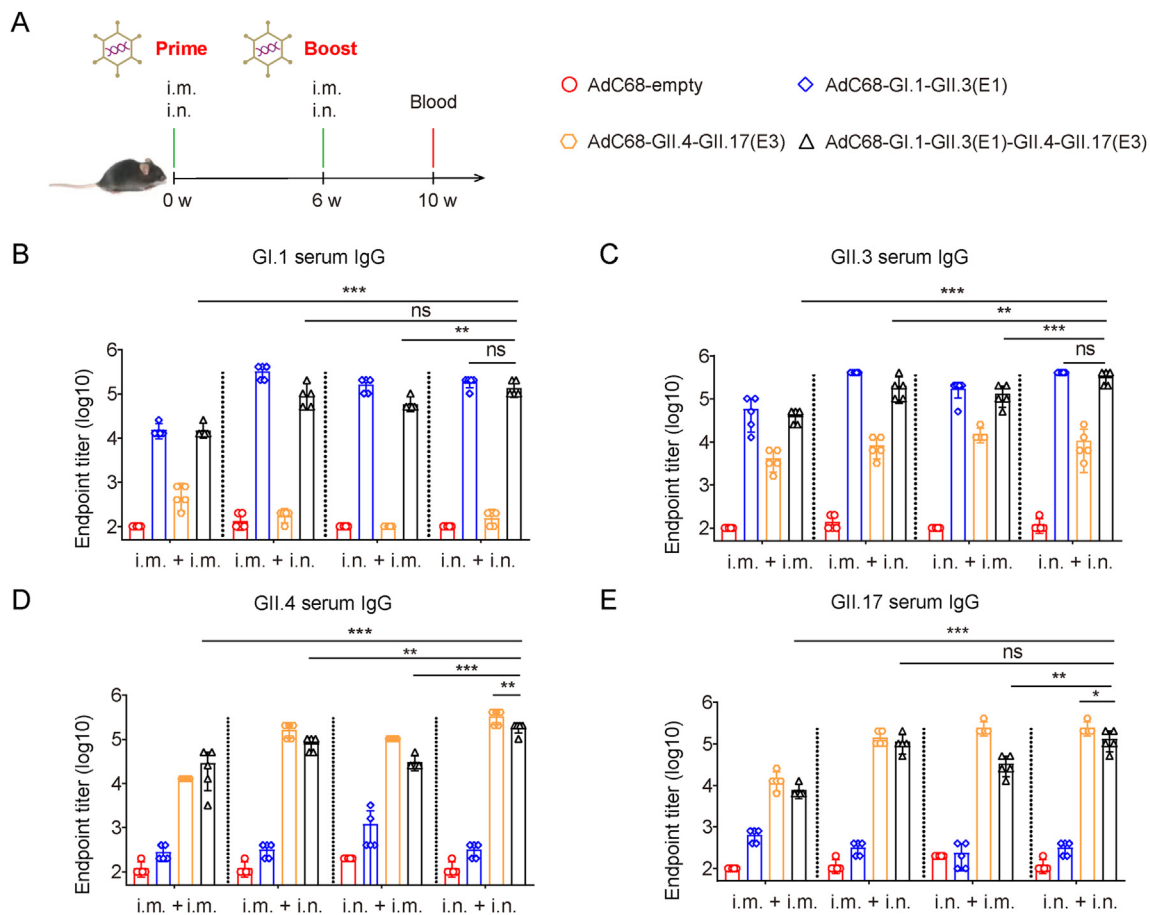 A
Prime
Boost
i.m.
i.n.
i.m.
i.n.
Blood
0 w
6 w
10 w
AdC68-empty
AdC68-GI.1-GII.3(E1)
AdC68-GII.4-GII.17(E3)
AdC68-GI.1-GII.3(E1)-GII.4-GII.17(E3)
B
GI.1 serum IgG
***
ns
**
ns
Endpoint titer (log10)
6
5
4
3
2
i.m. + i.m.
i.m. + i.n.
i.n. + i.m.
i.n. + i.n.
C
GII.3 serum IgG
***
**
***
ns
Endpoint titer (log10)
6
5
4
3
2
i.m. + i.m.
i.m. + i.n.
i.n. + i.m.
i.n. + i.n.
D
GII.4 serum IgG
***
**
***
**
Endpoint titer (log10)
6
5
4
3
2
i.m. + i.m.
i.m. + i.n.
i.n. + i.m.
i.n. + i.n.
E
GII.17 serum IgG
***
ns
**
*
Endpoint titer (log10)
6
5
4
3
2
i.m. + i.m.
i.m. + i.n.
i.n. + i.m.
i.n. + i.n.